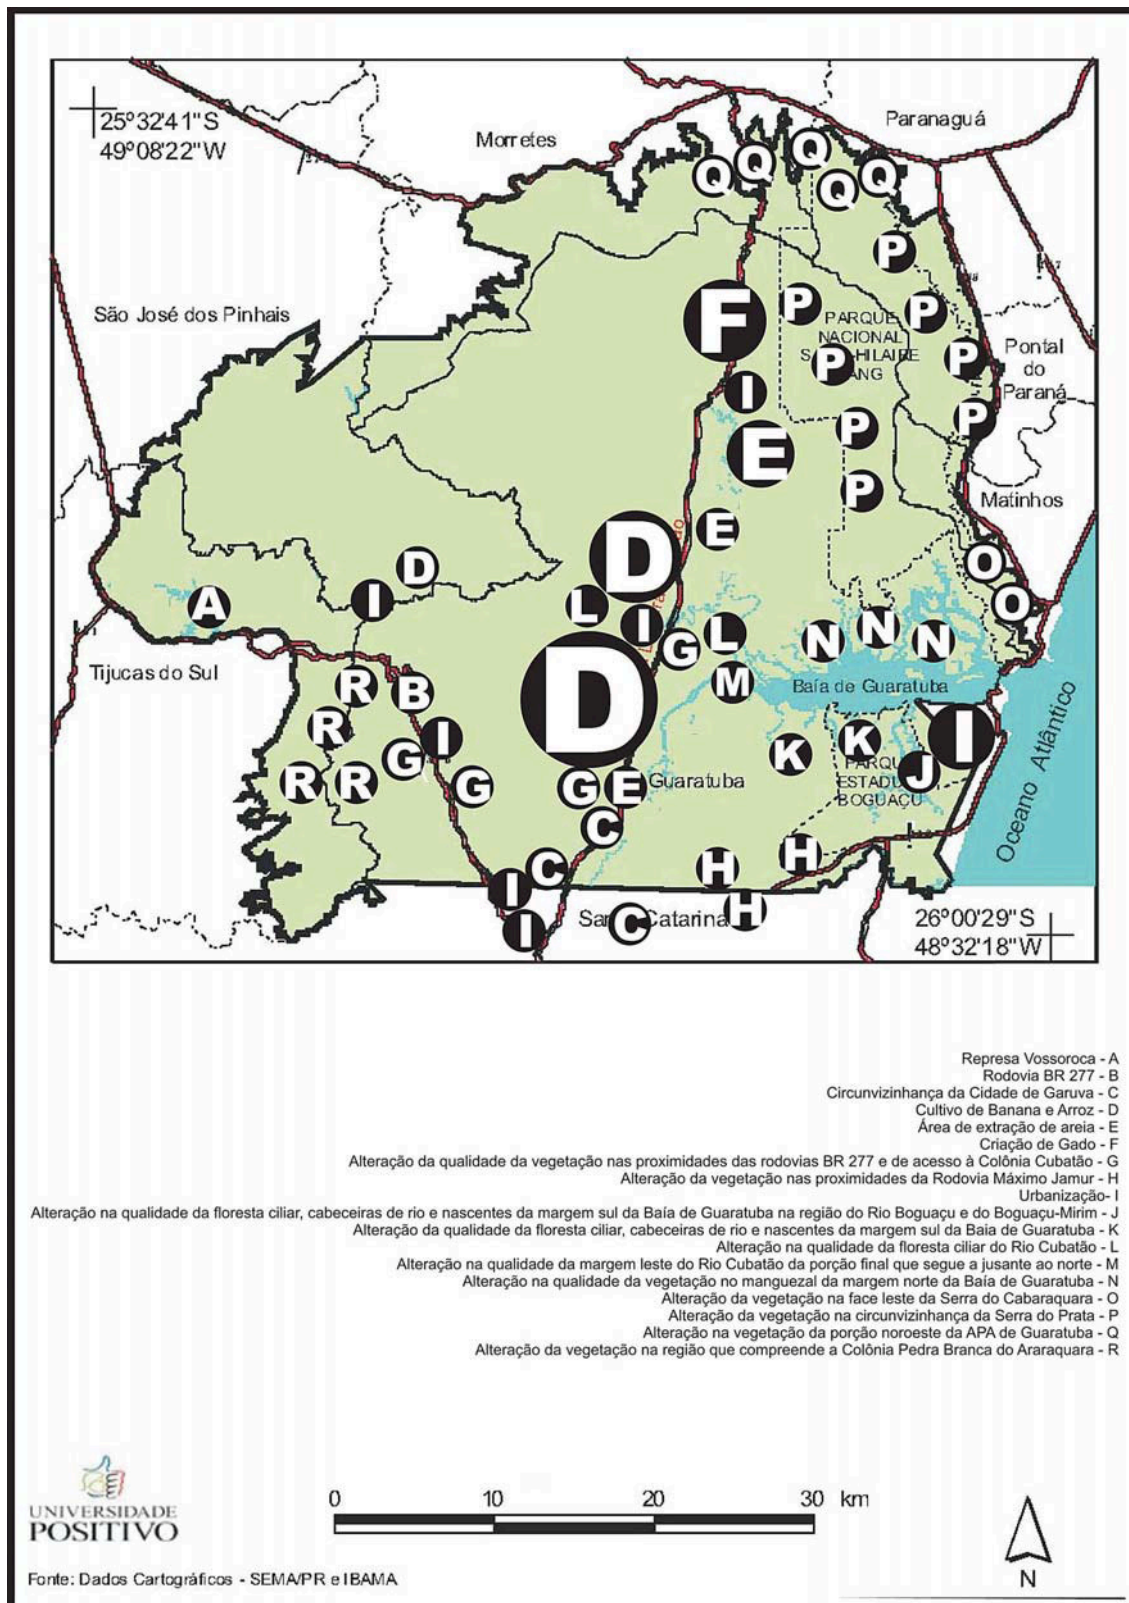 25º32'41"S
49º08'22"W
Morretes
Paranaguá
Q
Q
Q
Q
Q
P
São José dos Pinhais
F
P
P
PARQUE
NACIONAL
HILAIRE
ANG
P
P
Pontal
do
Paraná
I
P
P
E
P
Matinhos
E
D
D
O
A
I
L
I
L
O
G
N
N
N
Tijucas do Sul
R
B
D
M
Baía de Guaratuba
R
I
K
K
I
G
J
PARQU
ESTADU
BOGUAÇU
R
R
G
G
E
Guaratuba
Oceano Atlântico
C
C
H
H
I
I
San
C
Catarina
H
26º00'29"S
48º32'18"W
Represa Vossoroca - A
Rodovia BR 277 - B
Circunvizinhança da Cidade de Garuva - C
Cultivo de Banana e Arroz - D
Área de extração de areia - E
Criação de Gado - F
Alteração da qualidade da vegetação nas proximidades das rodovias BR 277 e de acesso à Colônia Cubatão - G
Alteração da vegetação nas proximidades da Rodovia Máximo Jamur - H
Urbanização- I
Alteração na qualidade da floresta ciliar, cabeceiras de rio e nascentes da margem sul da Baía de Guaratuba na região do Rio Boguaçu e do Boguaçu-Mirim - J
Alteração da qualidade da floresta ciliar, cabeceiras de rio e nascentes da margem sul da Baia de Guaratuba - K
Alteração na qualidade da floresta ciliar do Rio Cubatão - L
Alteração na qualidade da margem leste do Rio Cubatão da porção final que segue a jusante ao norte - M
Alteração na qualidade da vegetação no manguezal da margem norte da Baía de Guaratuba - N
Alteração da vegetação na face leste da Serra do Cabaraquara - O
Alteração da vegetação na circunvizinhança da Serra do Prata - P
Alteração na vegetação da porção noroeste da APA de Guaratuba - Q
Alteração da vegetação na região que compreende a Colônia Pedra Branca do Araraquara - R
UNIVERSIDADE
POSITIVO
0 10 20 30 km
N
Fonte: Dados Cartográficos - SEMA/PR e IBAMA